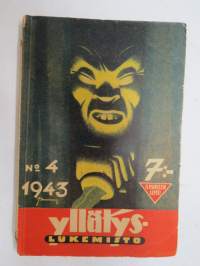 No 4
1943
7:-
yllätys-
LUKEMISTO